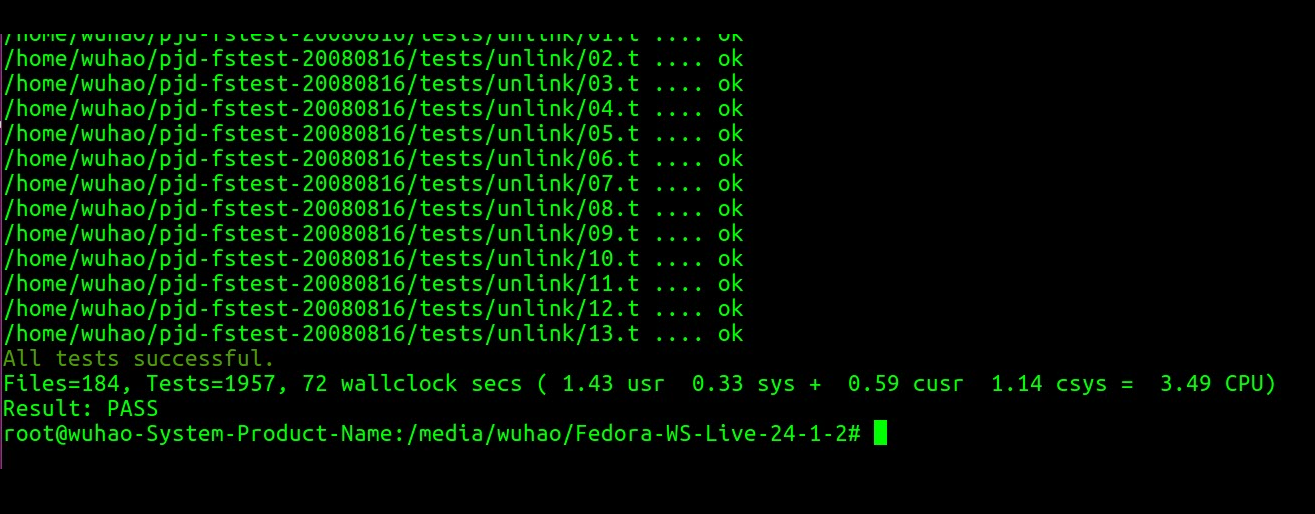 /home/wuhao/pjd-fstest-20080816/tests/unlink/01.t .... ok
/home/wuhao/pjd-fstest-20080816/tests/unlink/02.t .... ok
/home/wuhao/pjd-fstest-20080816/tests/unlink/03.t .... ok
/home/wuhao/pjd-fstest-20080816/tests/unlink/04.t .... ok
/home/wuhao/pjd-fstest-20080816/tests/unlink/05.t .... ok
/home/wuhao/pjd-fstest-20080816/tests/unlink/06.t .... ok
/home/wuhao/pjd-fstest-20080816/tests/unlink/07.t .... ok
/home/wuhao/pjd-fstest-20080816/tests/unlink/08.t .... ok
/home/wuhao/pjd-fstest-20080816/tests/unlink/09.t .... ok
/home/wuhao/pjd-fstest-20080816/tests/unlink/10.t .... ok
/home/wuhao/pjd-fstest-20080816/tests/unlink/11.t .... ok
/home/wuhao/pjd-fstest-20080816/tests/unlink/12.t .... ok
/home/wuhao/pjd-fstest-20080816/tests/unlink/13.t .... ok
All tests successful.
Files=184, Tests=1957, 72 wallclock secs ( 1.43 usr  0.33 sys +  0.59 cusr  1.14 csys =  3.49 CPU)
Result: PASS
root@wuhao-System-Product-Name:/media/wuhao/Fedora-WS-Live-24-1-2#